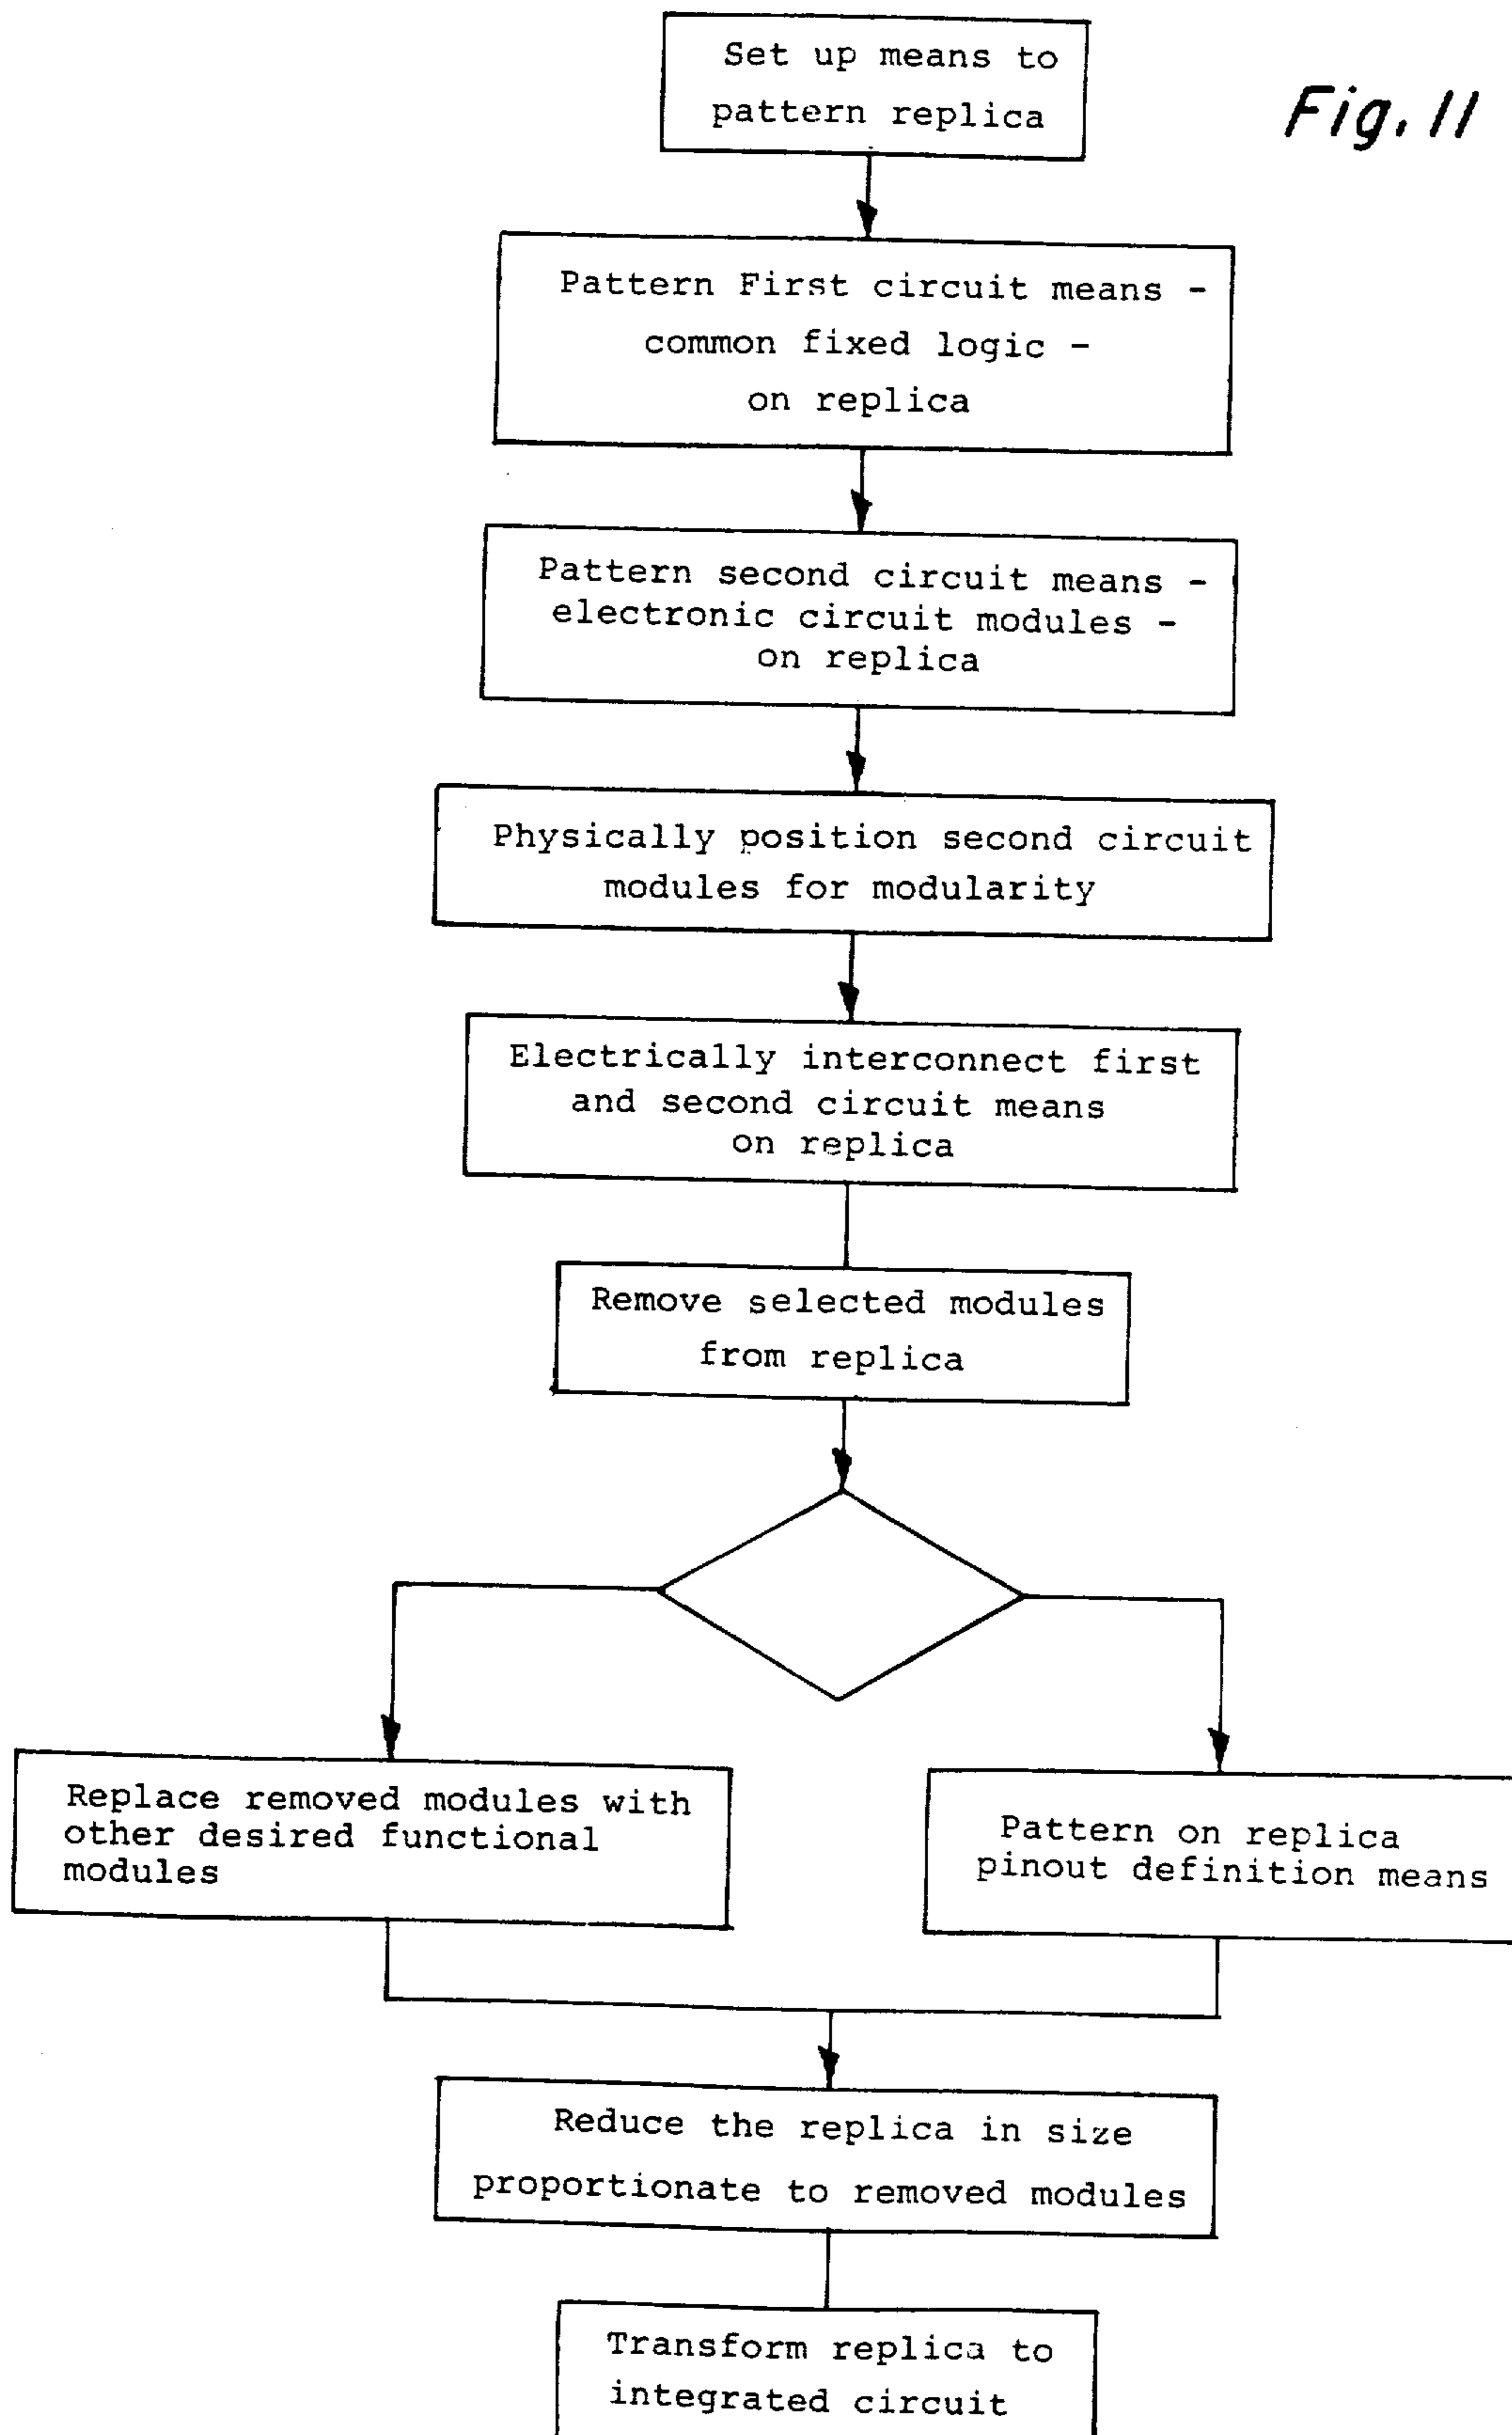 Set up means to
pattern replica
Fig. 11
Pattern First circuit means -
common fixed logic -
on replica
Pattern second circuit means -
electronic circuit modules -
on replica
Physically position second circuit
modules for modularity
Electrically interconnect first
and second circuit means
on replica
Remove selected modules
from replica
Replace removed modules with
other desired functional
modules
Pattern on replica
pinout definition means
Reduce the replica in size
proportionate to removed modules
Transform replica to
integrated circuit